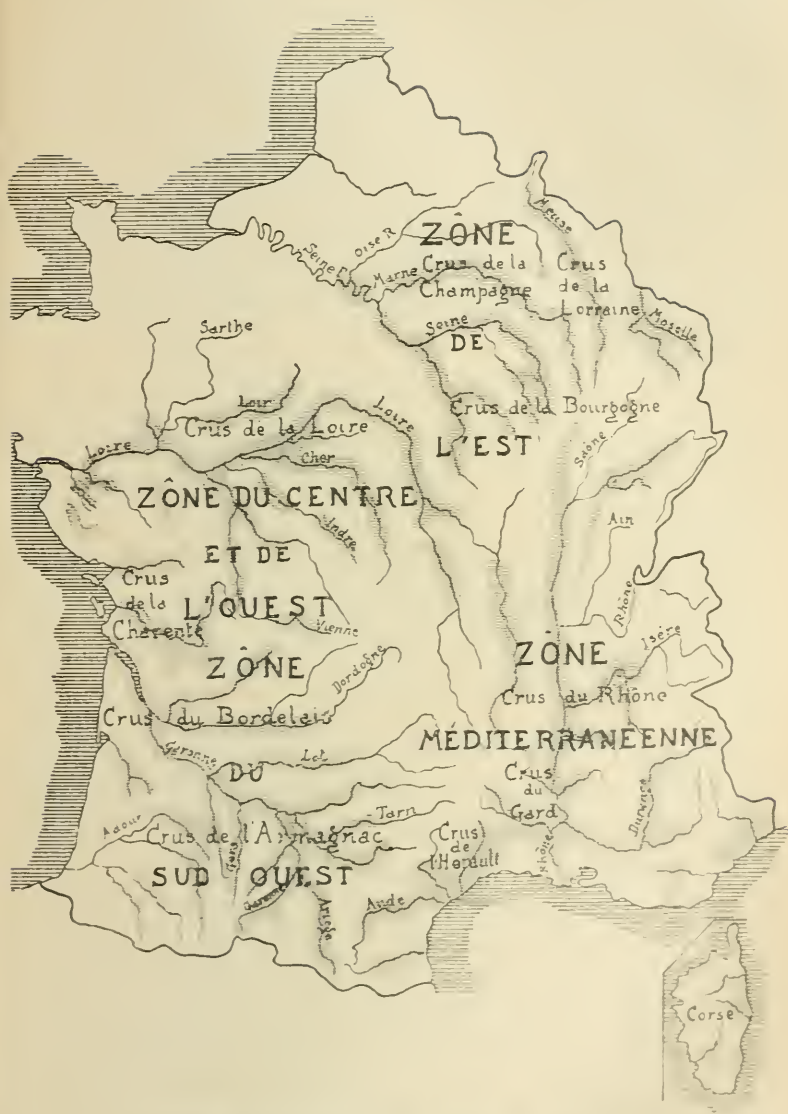 Meuse
Oise R
ZÔNE
Seine
Marne
Crus de la
Champagne
Crus
de la
Lorraine
Moselle
Seine
DE
Sarthe
Loir
Crus de la Loire
Loire
Crus de la Bourgogne
L'EST
Loire
Cher
Saône
ZÔNE DU CENTRE
Indre
Ain
ET DE
Crus
de la
Charente
L'OUEST
Vienne
Rhône
ZÔNE
Dordogne
ZÔNE
Isère
Crus du Rhône
Crus du Bordelais
MÉDITERRANÉENNE
Garonne
Lot
DU
Crus
du
Gard
Durance
Adour
Tarn
Crus de l'Armagnac
Crus
de
l'Herault
Rhône
Gers
SUD OUEST
Garonne
Ariège
Aude
Corse